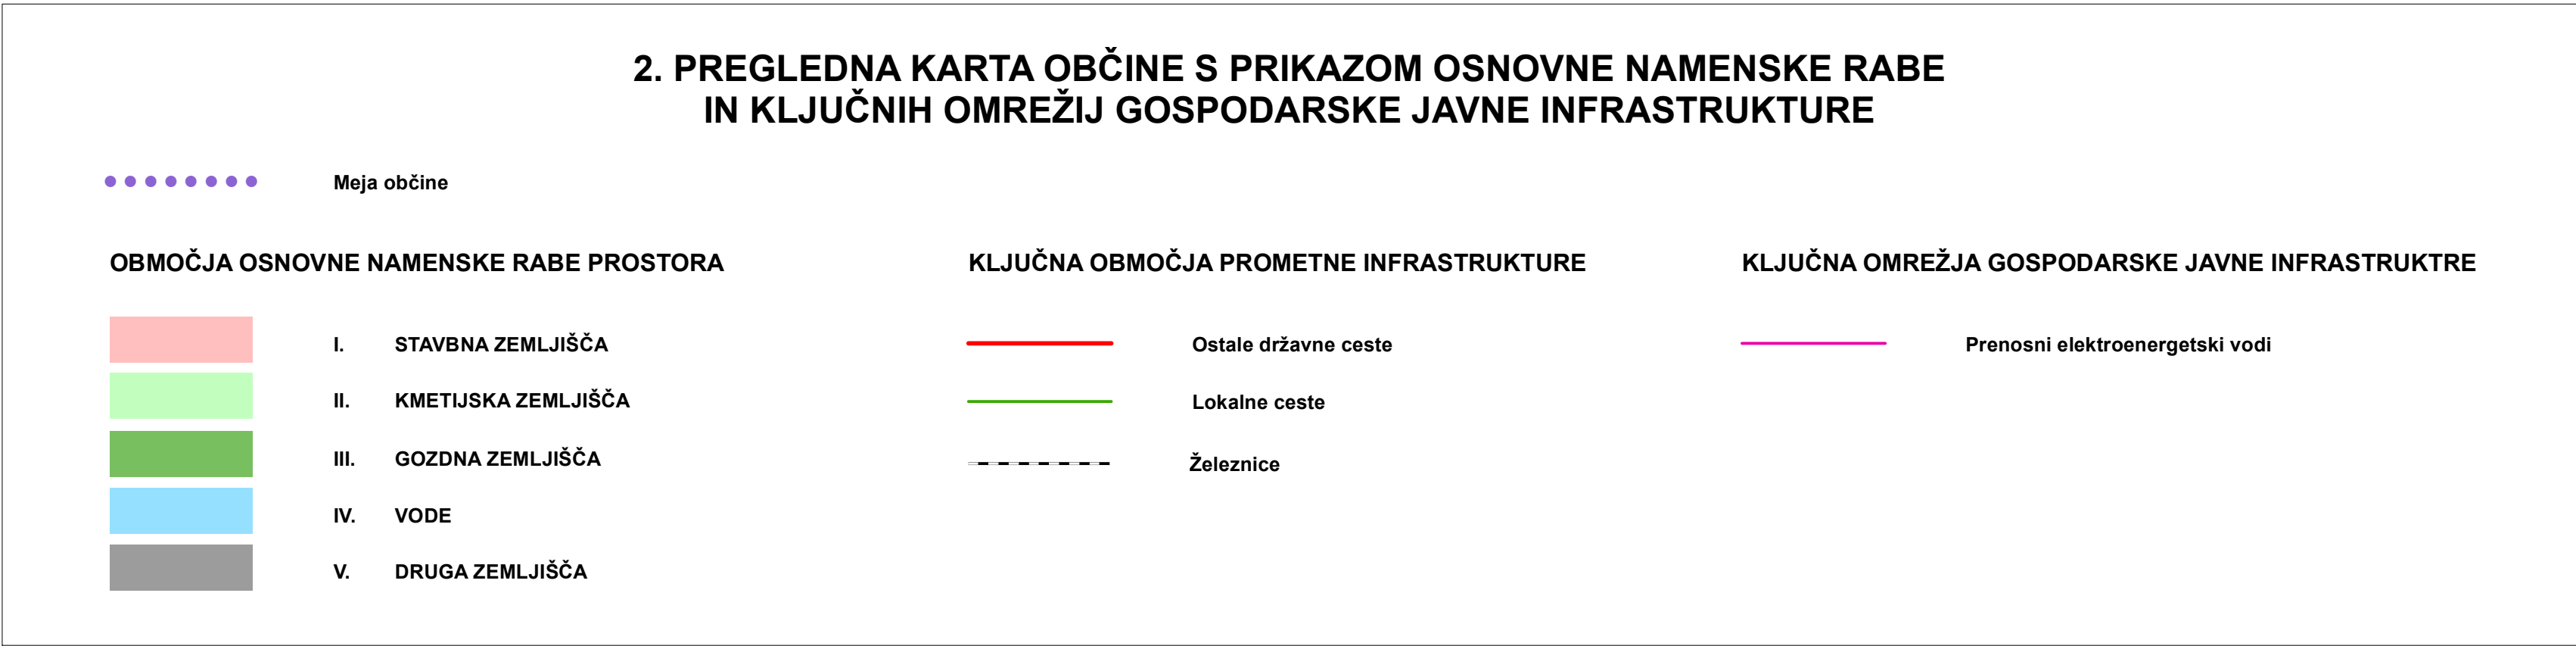 2. PREGLEDNA KARTA OBČINE S PRIKAZOM OSNOVNE NAMENSKE RABE
IN KLJUČNIH OMREŽIJ GOSPODARSKE JAVNE INFRASTRUKTURE
Meja občine
OBMOČJA OSNOVNE NAMENSKE RABE PROSTORA
I. STAVBNA ZEMLJIŠČA
II. KMETIJSKA ZEMLJIŠČA
III. GOZDNA ZEMLJIŠČA
IV. VODE
V. DRUGA ZEMLJIŠČA
KLJUČNA OBMOČJA PROMETNE INFRASTRUKTURE
Ostale državne ceste
Lokalne ceste
Železnice
KLJUČNA OMREŽJA GOSPODARSKE JAVNE INFRASTRUKTRE
Prenosni elektroenergetski vodi